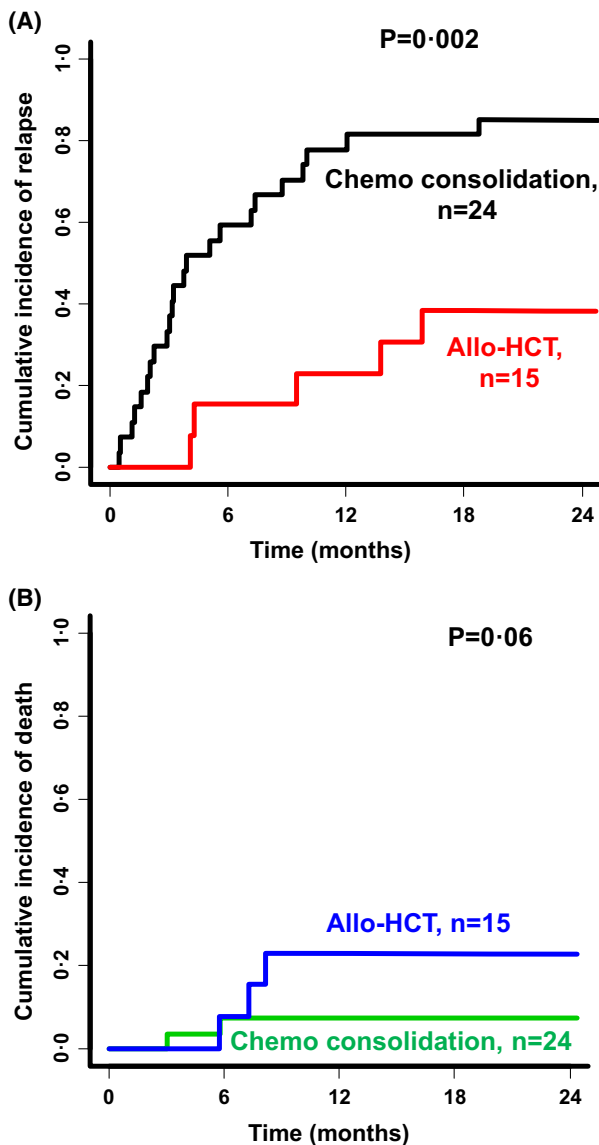 (A)
P=0·002
Cumulative incidence of relapse
1·0
0·8
0·6
0·4
0·2
0·0
Chemo consolidation,
n=24
Allo-HCT,
n=15
0 6 12 18 24
Time (months)
(B)
P=0·06
Cumulative incidence of death
1·0
0·8
0·6
0·4
0·2
0·0
Allo-HCT, n=15
Chemo consolidation, n=24
0 6 12 18 24
Time (months)